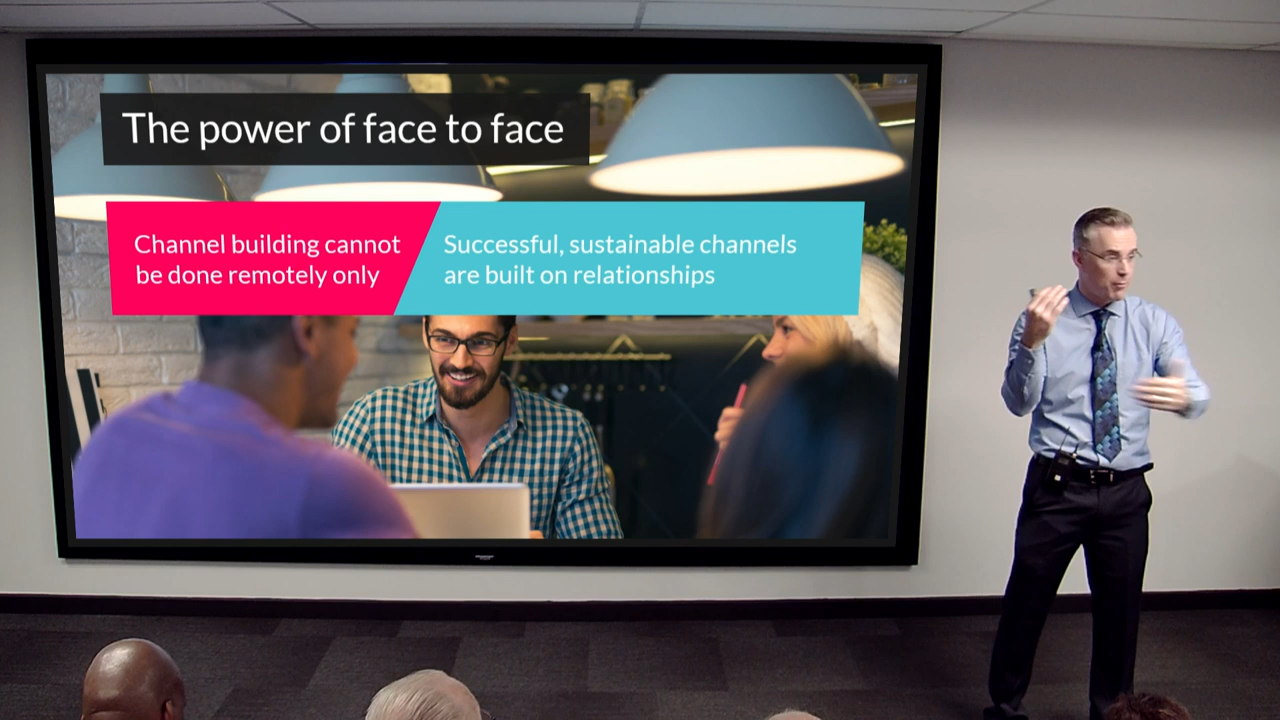 The power of face to face
Channel building cannot
be done remotely only
Successful, sustainable channels
are built on relationships